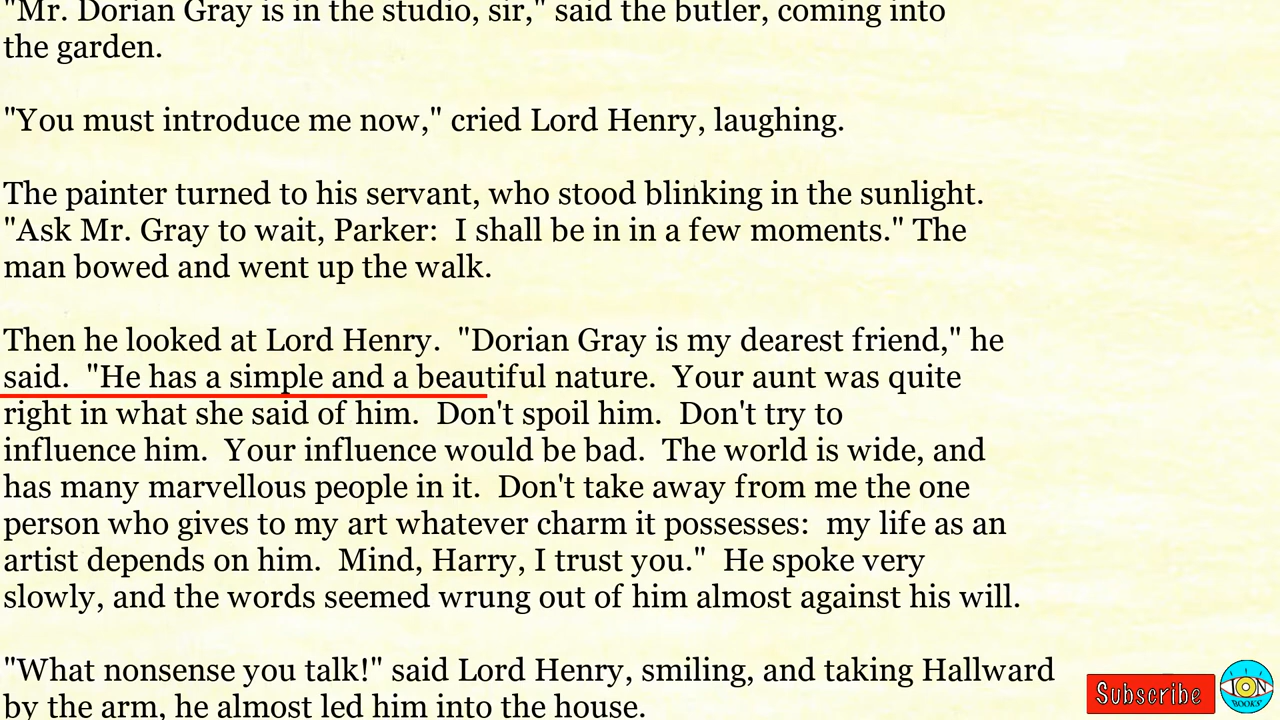 "Mr. Dorian Gray is in the studio, sir," said the butler, coming into
the garden.
"You must introduce me now," cried Lord Henry, laughing.
The painter turned to his servant, who stood blinking in the sunlight.
"Ask Mr. Gray to wait, Parker:  I shall be in in a few moments." The
man bowed and went up the walk.
Then he looked at Lord Henry.  "Dorian Gray is my dearest friend," he
said.  "He has a simple and a beautiful nature.  Your aunt was quite
right in what she said of him.  Don't spoil him.  Don't try to
influence him.  Your influence would be bad.  The world is wide, and
has many marvellous people in it.  Don't take away from me the one
person who gives to my art whatever charm it possesses:  my life as an
artist depends on him.  Mind, Harry, I trust you."  He spoke very
slowly, and the words seemed wrung out of him almost against his will.
"What nonsense you talk!" said Lord Henry, smiling, and taking Hallward
by the arm, he almost led him into the house.
Subscribe
ION
BOOKS